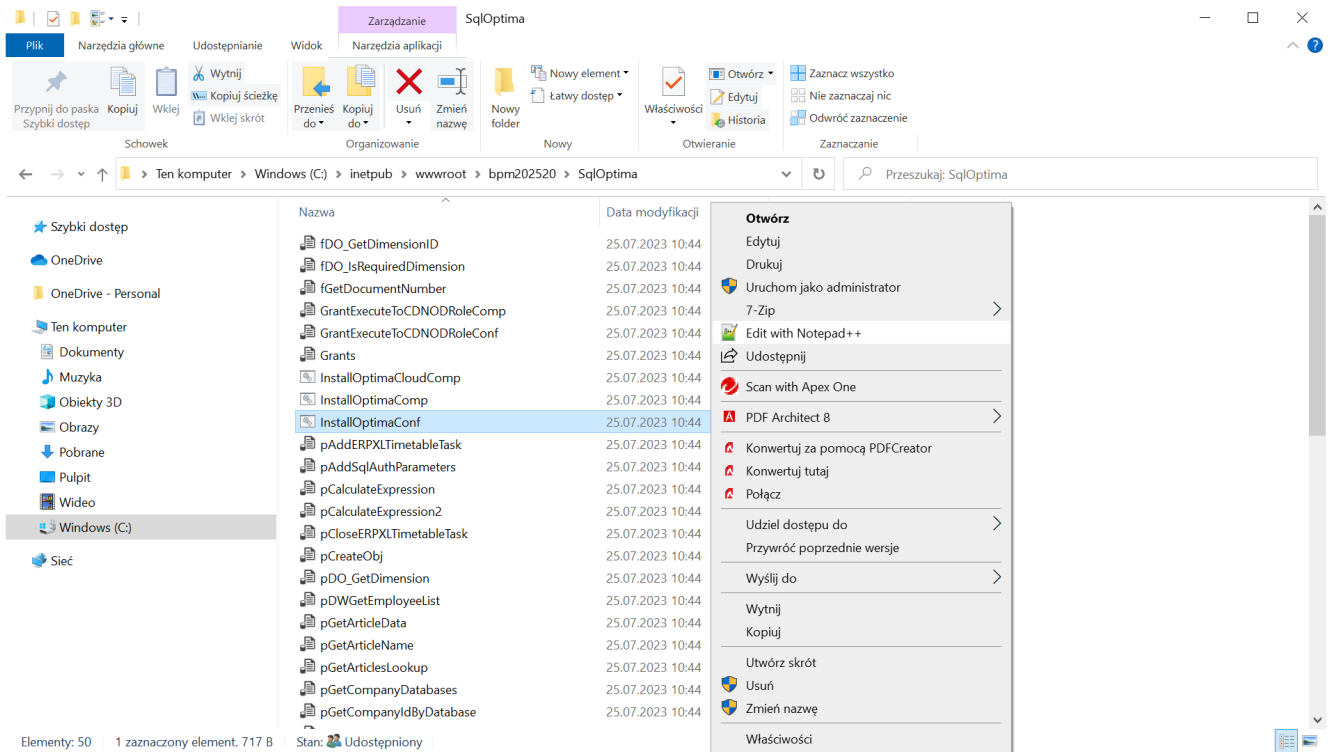 Zarządzanie
SqlOptima
Plik
Narzędzia główne
Udostępnianie
Widok
Narzędzia aplikacji
Przypnij do paska
Szybki dostęp
Kopiuj
Wklej
Wytnij
Kopiuj ścieżkę
Wklej skrót
Schowek
Przenieś
do
Kopiuj
do
Usuń
Zmień
nazwę
Organizowanie
Nowy
folder
Nowy element
Łatwy dostęp
Nowy
Właściwości
Otwórz
Edytuj
Historia
Otwieranie
Zaznacz wszystko
Nie zaznaczaj nic
Odwróć zaznaczenie
Zaznaczanie
Ten komputer > Windows (C:) > inetpub > wwwroot > bpm202520 > SqlOptima
Przeszukaj: SqlOptima
Szybki dostęp
OneDrive
OneDrive - Personal
Ten komputer
Dokumenty
Muzyka
Obiekty 3D
Obrazy
Pobrane
Pulpit
Wideo
Windows (C:)
Sieć
Nazwa Data modyfikacji
fDO_GetDimensionID 25.07.2023 10:44
fDO_IsRequiredDimension 25.07.2023 10:44
fGetDocumentNumber 25.07.2023 10:44
GrantExecuteToCDNODRoleComp 25.07.2023 10:44
GrantExecuteToCDNODRoleConf 25.07.2023 10:44
Grants 25.07.2023 10:44
InstallOptimaCloudComp 25.07.2023 10:44
InstallOptimaComp 25.07.2023 10:44
InstallOptimaConf 25.07.2023 10:44
pAddERPXLTimetableTask 25.07.2023 10:44
pAddSqlAuthParameters 25.07.2023 10:44
pCalculateExpression 25.07.2023 10:44
pCalculateExpression2 25.07.2023 10:44
pCloseERPXLTimetableTask 25.07.2023 10:44
pCreateObj 25.07.2023 10:44
pDO_GetDimension 25.07.2023 10:44
pDWGetEmployeeList 25.07.2023 10:44
pGetArticleData 25.07.2023 10:44
pGetArticleName 25.07.2023 10:44
pGetArticlesLookup 25.07.2023 10:44
pGetCompanyDatabases 25.07.2023 10:44
pGetCompanyIdByDatabase 25.07.2023 10:44
Otwórz
Edytuj
Drukuj
Uruchom jako administrator
7-Zip
Edit with Notepad++
Udostępnij
Scan with Apex One
PDF Architect 8
Konwertuj za pomocą PDFCreator
Konwertuj tutaj
Połącz
Udziel dostępu do
Przywróć poprzednie wersje
Wyślij do
Wytnij
Kopiuj
Utwórz skrót
Usuń
Zmień nazwę
Właściwości
Elementy: 50 1 zaznaczony element. 717 B Stan: Udostępniony